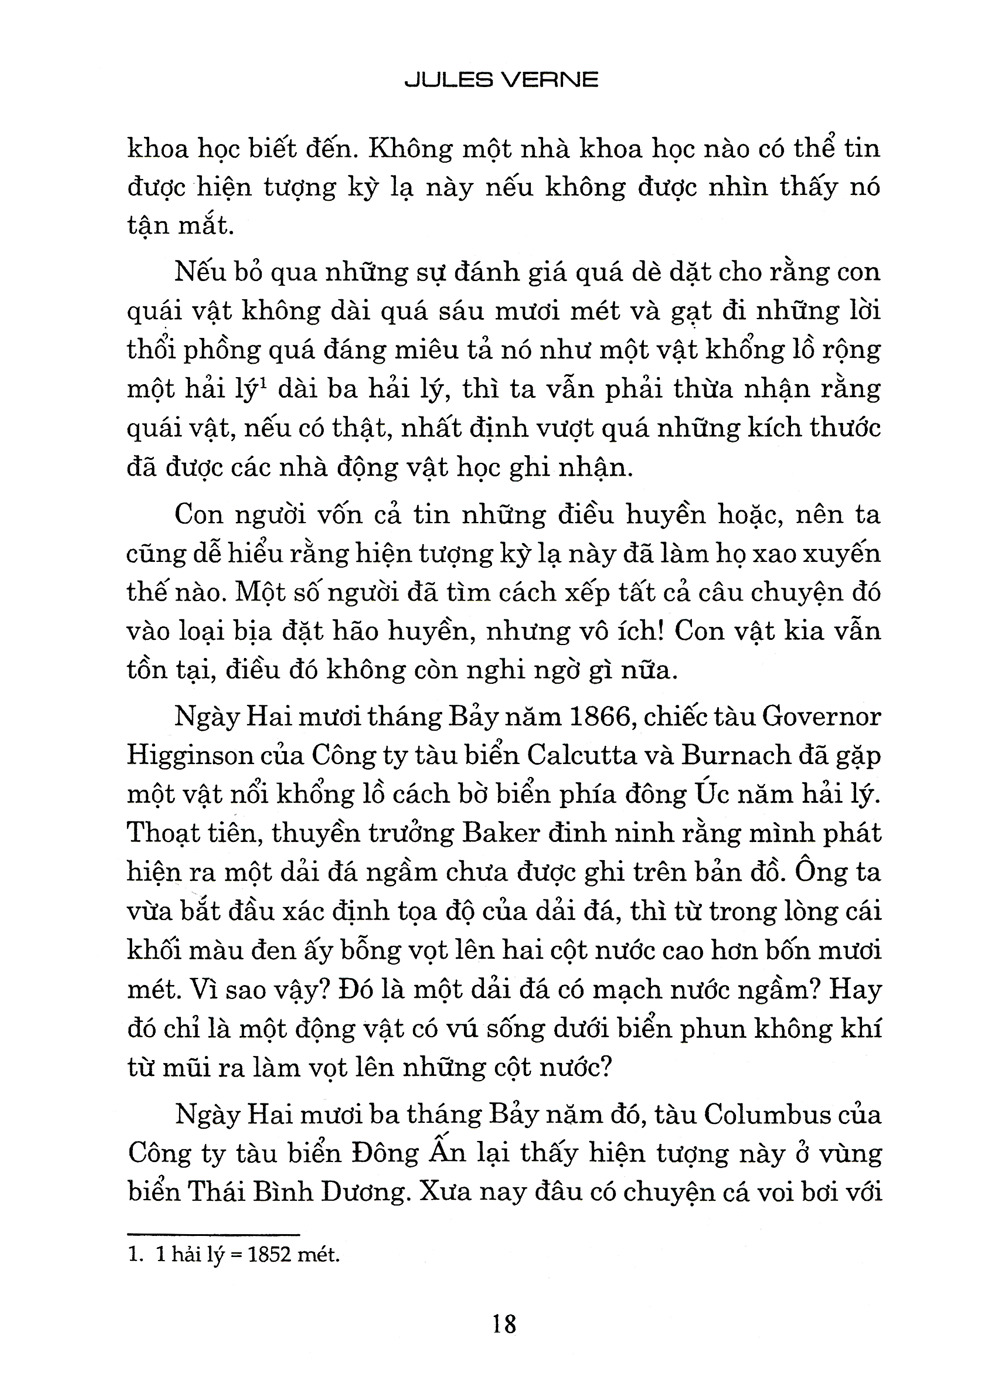 JULES VERNE
khoa học biết đến. Không một nhà khoa học nào có thể tin
được hiện tượng kỳ lạ này nếu không được nhìn thấy nó
tận mắt.
Nếu bỏ qua những sự đánh giá quá dè dặt cho rằng con
quái vật không dài quá sáu mươi mét và gạt đi những lời
thổi phồng quá đáng miêu tả nó như một vật khổng lồ rộng
một hải lý¹ dài ba hải lý, thì ta vẫn phải thừa nhận rằng
quái vật, nếu có thật, nhất định vượt quá những kích thước
đã được các nhà động vật học ghi nhận.
Con người vốn cả tin những điều huyền hoặc, nên ta
cũng dễ hiểu rằng hiện tượng kỳ lạ này đã làm họ xao xuyến
thế nào. Một số người đã tìm cách xếp tất cả câu chuyện đó
vào loại bịa đặt hão huyền, nhưng vô ích! Con vật kia vẫn
tồn tại, điều đó không còn nghi ngờ gì nữa.
Ngày Hai mươi tháng Bảy năm 1866, chiếc tàu Governor
Higginson của Công ty tàu biển Calcutta và Burnach đã gặp
một vật nổi khổng lồ cách bờ biển phía đông Úc năm hải lý.
Thoạt tiên, thuyền trưởng Baker đinh ninh rằng mình phát
hiện ra một dải đá ngầm chưa được ghi trên bản đồ. Ông ta
vừa bắt đầu xác định tọa độ của dải đá, thì từ trong lòng cái
khối màu đen ấy bỗng vọt lên hai cột nước cao hơn bốn mươi
mét. Vì sao vậy? Đó là một dải đá có mạch nước ngầm? Hay
đó chỉ là một động vật có vú sống dưới biển phun không khí
từ mũi ra làm vọt lên những cột nước?
Ngày Hai mươi ba tháng Bảy năm đó, tàu Columbus của
Công ty tàu biển Đông Ấn lại thấy hiện tượng này ở vùng
biển Thái Bình Dương. Xưa nay đâu có chuyện cá voi bơi với
1. 1 hải lý = 1852 mét.
18